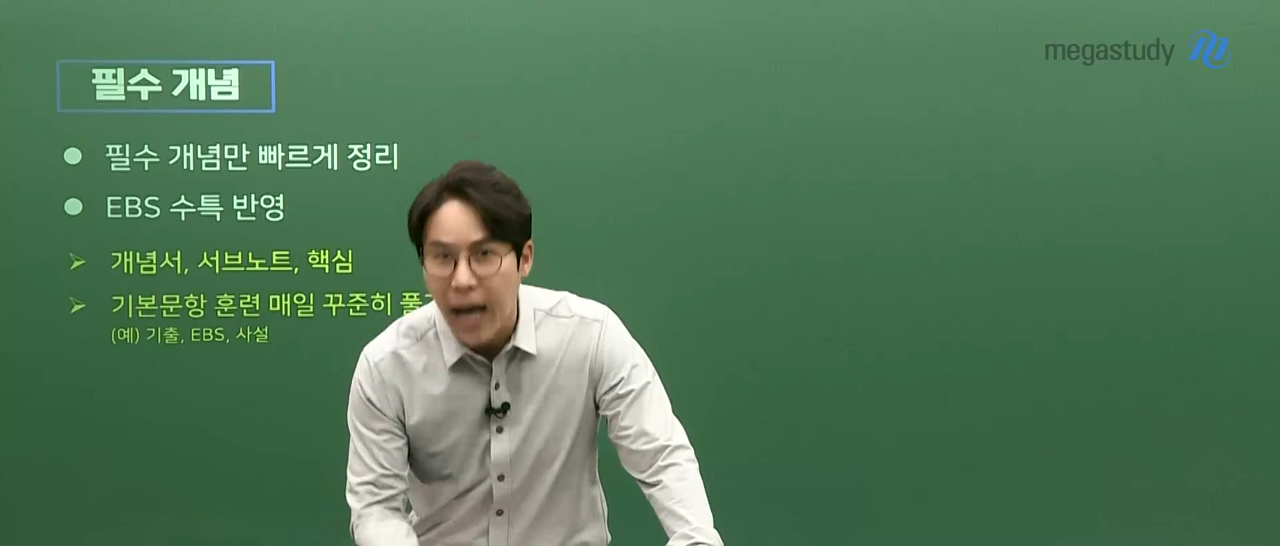 megastudy
필수 개념
필수 개념만 빠르게 정리
EBS 수특 반영
개념서, 서브노트, 핵심
기본문항 훈련 매일 꾸준히
(예) 기출, EBS, 사설